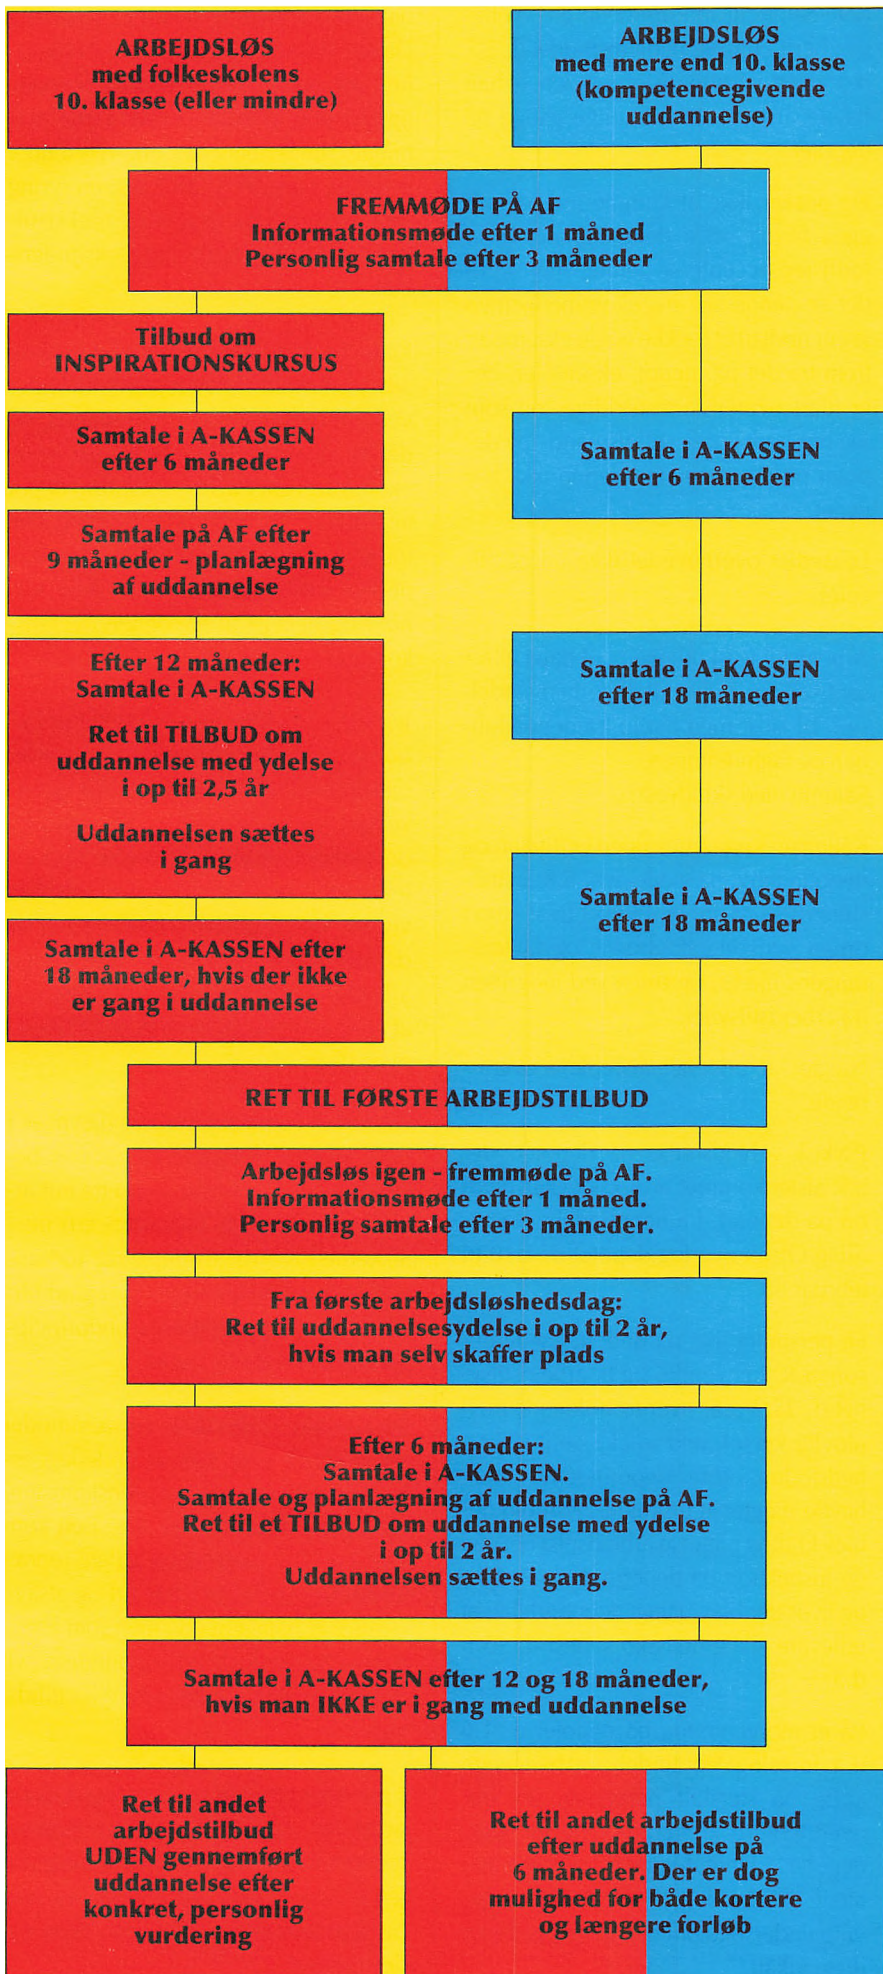 ARBEJDSLØS
med folkeskolens
10. klasse (eller mindre)
ARBEJDSLØS
med mere end 10. klasse
(kompetencegivende
uddannelse)
FREMMØDE PÅ AF
Informationsmøde efter 1 måned
Personlig samtale efter 3 måneder
Tilbud om
INSPIRATIONSKURSUS
Samtale i A-KASSEN
efter 6 måneder
Samtale på AF efter
9 måneder - planlægning
af uddannelse
Efter 12 måneder:
Samtale i A-KASSEN
Ret til TILBUD om
uddannelse med ydelse
i op til 2,5 år
Uddannelsen sættes
i gang
Samtale i A-KASSEN efter
18 måneder, hvis der ikke
er gang i uddannelse
Samtale i A-KASSEN
efter 6 måneder
Samtale i A-KASSEN
efter 18 måneder
Samtale i A-KASSEN
efter 18 måneder
RET TIL FØRSTE ARBEJDSTILBUD
Arbejdsløs igen - fremmøde på AF.
Informationsmøde efter 1 måned.
Personlig samtale efter 3 måneder.
Fra første arbejdsløshedsdag:
Ret til uddannelsesydelse i op til 2 år,
hvis man selv skaffer plads
Efter 6 måneder:
Samtale i A-KASSEN.
Samtale og planlægning af uddannelse på AF.
Ret til et TILBUD om uddannelse med ydelse
i op til 2 år.
Uddannelsen sættes i gang.
Samtale i A-KASSEN efter 12 og 18 måneder,
hvis man IKKE er i gang med uddannelse
Ret til andet
arbejdstilbud
UDEN gennemført
uddannelse efter
konkret, personlig
vurdering
Ret til andet arbejdstilbud
efter uddannelse på
6 måneder. Der er dog
mulighed for både kortere
og længere forløb